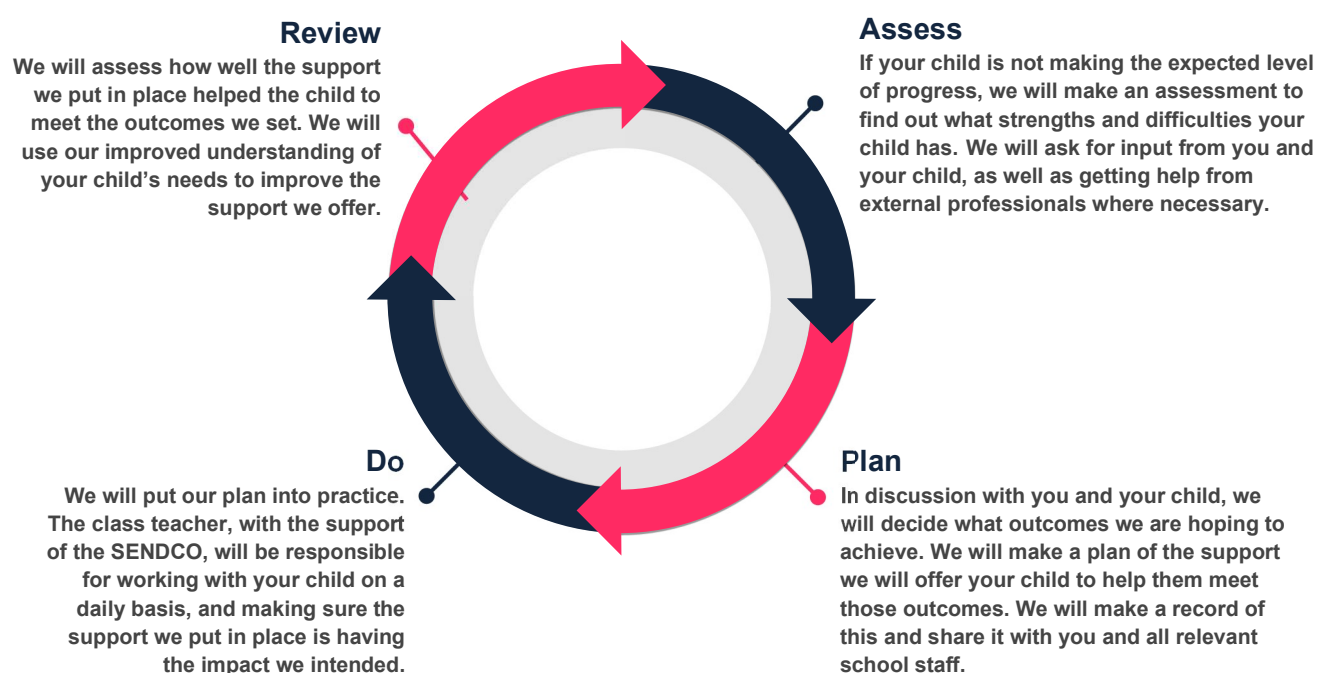 Review
We will assess how well the support
we put in place helped the child to
meet the outcomes we set. We will
use our improved understanding of
your child’s needs to improve the
support we offer.
Assess
If your child is not making the expected level
of progress, we will make an assessment to
find out what strengths and difficulties your
child has. We will ask for input from you and
your child, as well as getting help from
external professionals where necessary.
Do
We will put our plan into practice.
The class teacher, with the support
of the SENDCO, will be responsible
for working with your child on a
daily basis, and making sure the
support we put in place is having
the impact we intended.
Plan
In discussion with you and your child, we
will decide what outcomes we are hoping to
achieve. We will make a plan of the support
we will offer your child to help them meet
those outcomes. We will make a record of
this and share it with you and all relevant
school staff.